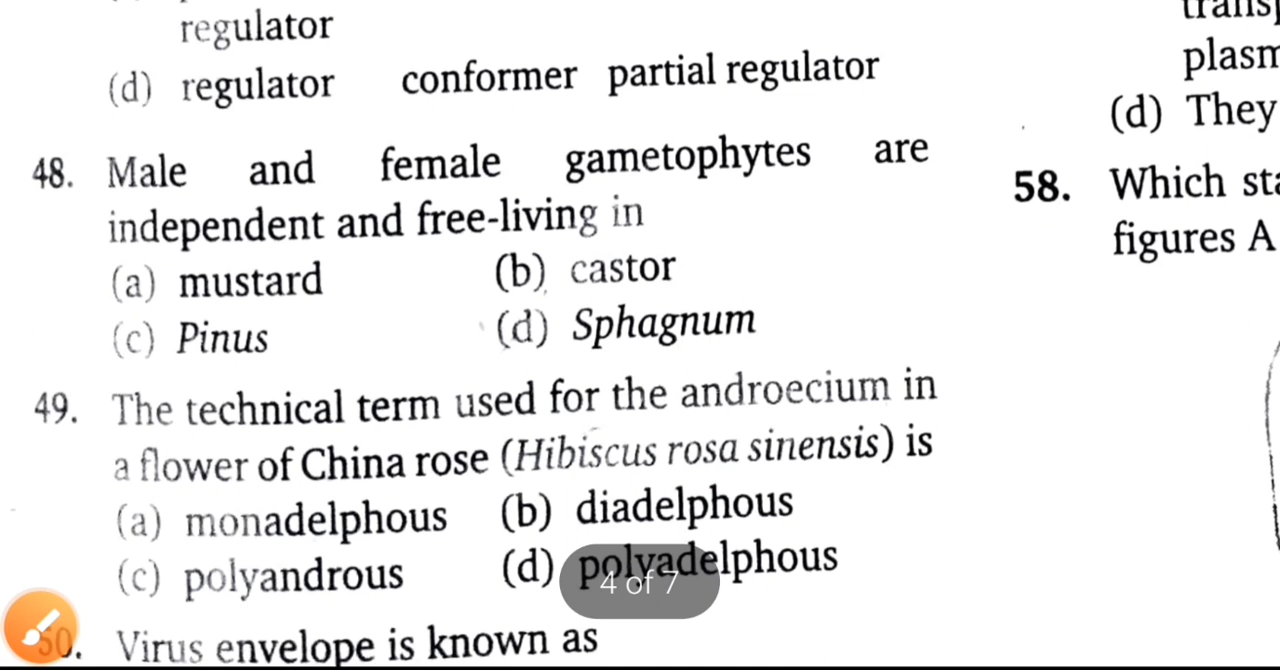 regulator
(d) regulator conformer partial regulator
48. Male and female gametophytes are
independent and free-living in
(a) mustard (b) castor
(c) Pinus (d) Sphagnum
49. The technical term used for the androecium in
a flower of China rose (Hibiscus rosa sinensis) is
(a) monadelphous (b) diadelphous
(c) polyandrous (d) polyadelphous
4 of 7
50. Virus envelope is known as
(d) They
58. Which
figures A